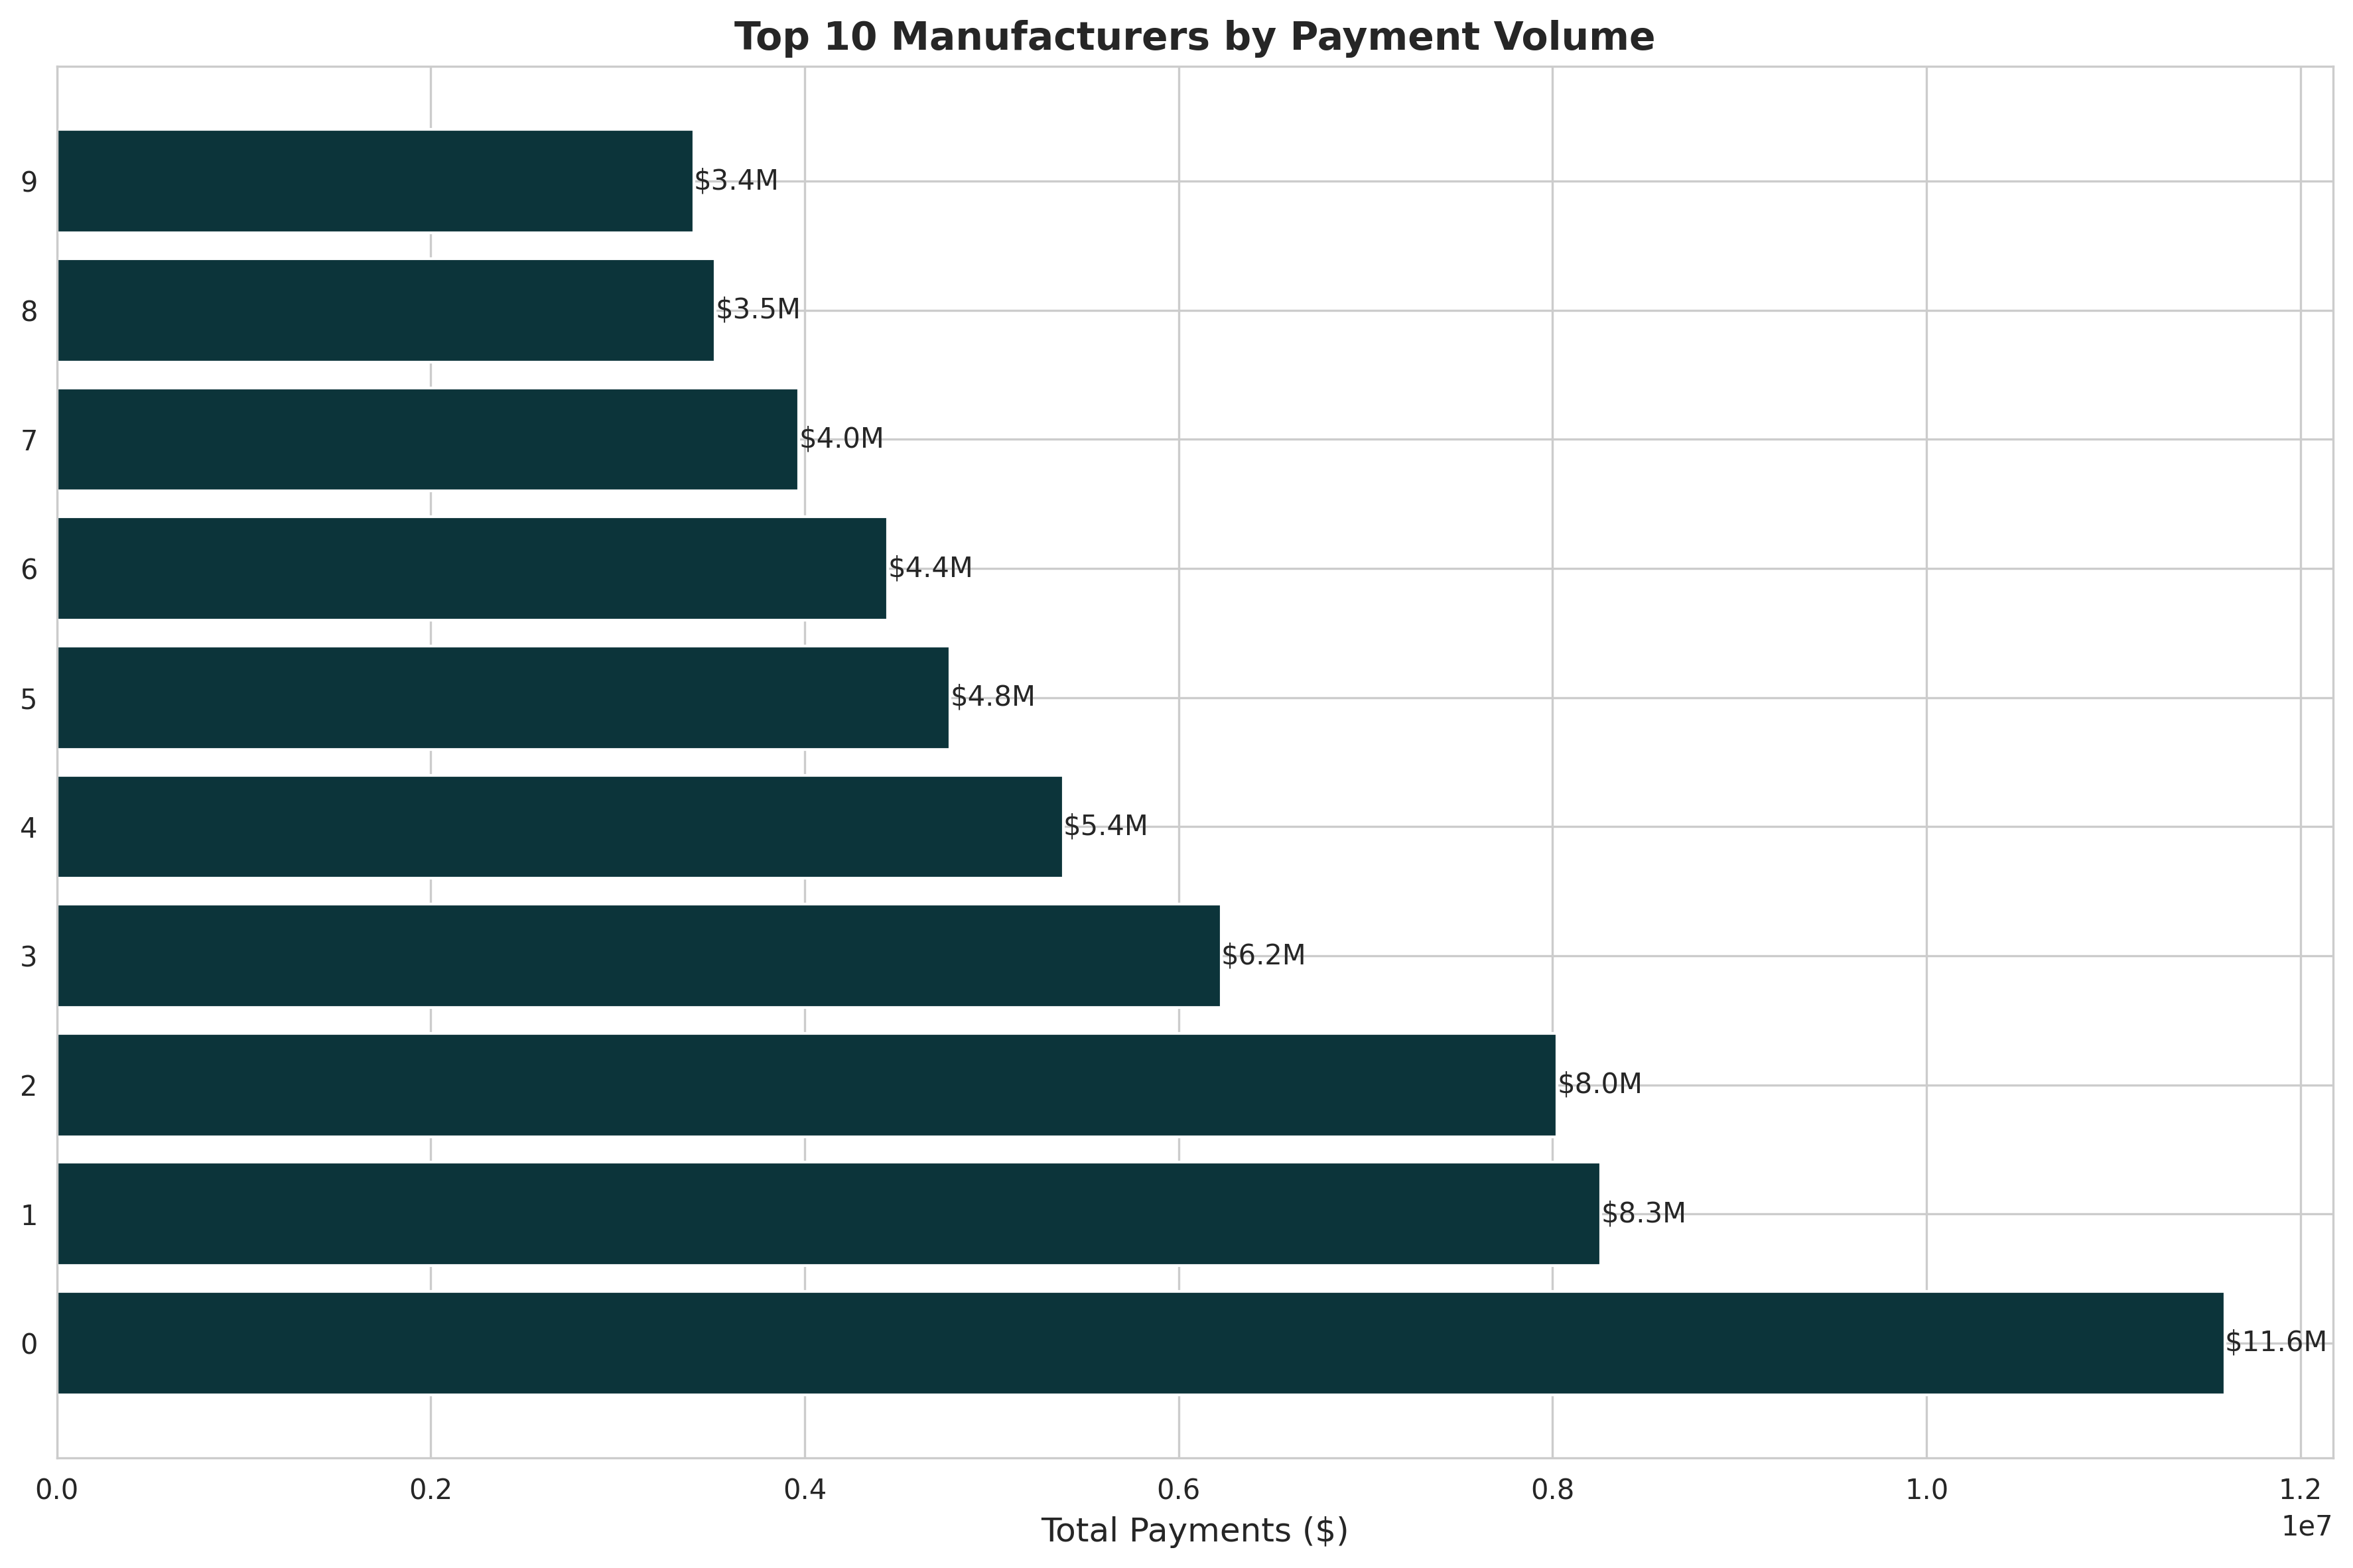 Top 10 Manufacturers by Payment Volume
9
$3.4M
8
$3.5M
7
$4.0M
6
$4.4M
5
$4.8M
4
$5.4M
3
$6.2M
2
$8.0M
1
$8.3M
0
$11.6M
0.0 0.2 0.4 0.6 0.8 1.0 1.2
1e7
Total Payments ($)